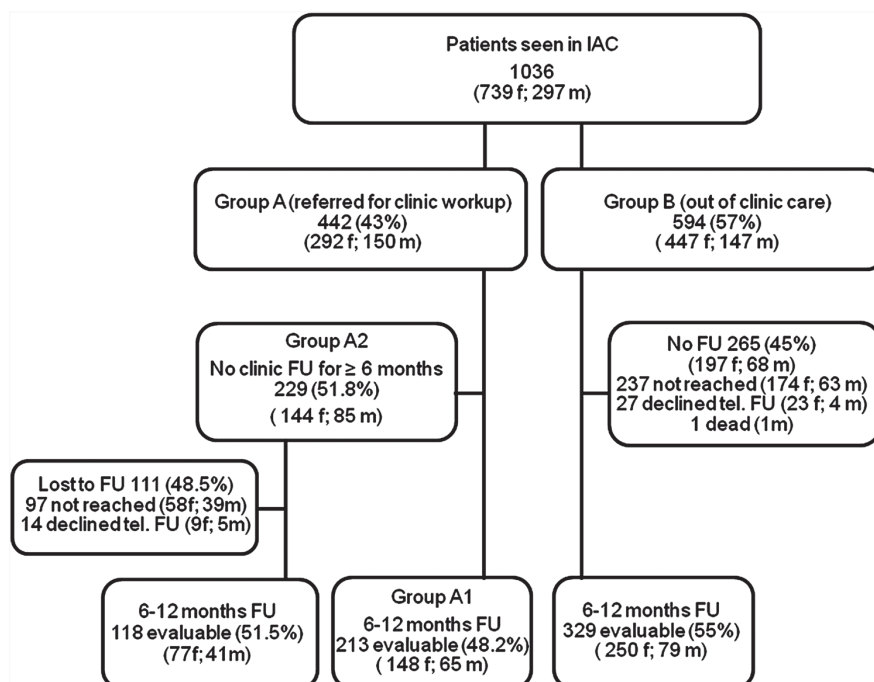 Patients seen in IAC
1036
(739 f; 297 m)
Group A (referred for clinic workup)
442 (43%)
(292 f; 150 m)
Group B (out of clinic care)
594 (57%)
( 447 f; 147 m)
Group A2
No clinic FU for ≥ 6 months
229 (51.8%)
( 144 f; 85 m)
No FU 265 (45%)
(197 f; 68 m)
237 not reached (174 f; 63 m)
27 declined tel. FU (23 f; 4 m)
1 dead (1m)
Lost to FU 111 (48.5%)
97 not reached (58f; 39m)
14 declined tel. FU (9f; 5m)
6-12 months FU
118 evaluable (51.5%)
(77f; 41m)
Group A1
6-12 months FU
213 evaluable (48.2%)
( 148 f; 65 m)
6-12 months FU
329 evaluable (55%)
( 250 f; 79 m)